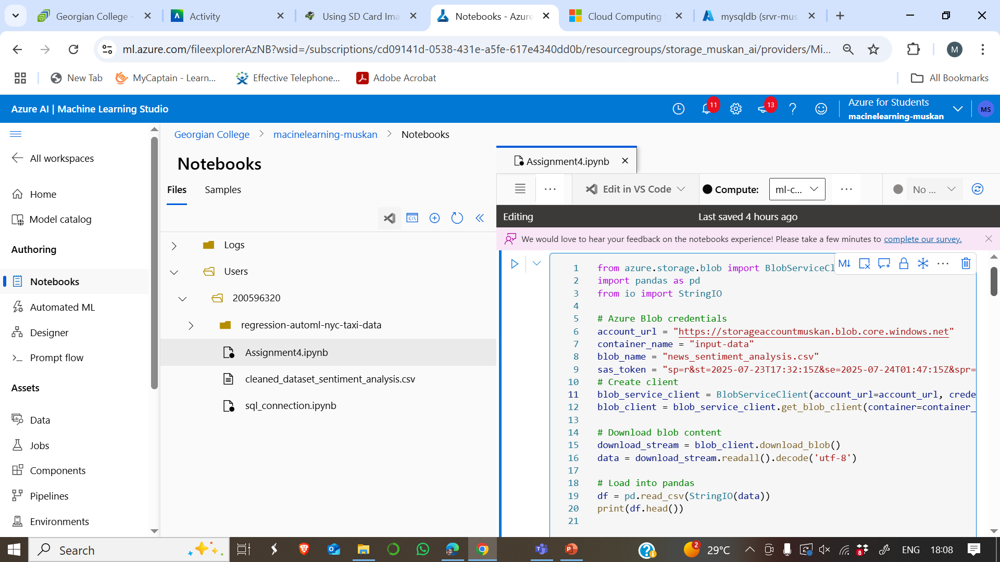 Georgian College -
Activity
Using SD Card Ima
Notebooks - Azure
Cloud Computing
mysqldb (srvr-mus
ml.azure.com/fileexplorerAzNB?wsid=/subscriptions/cd09141d-0538-431e-a5fe-617e4340dd0b/resourcegroups/storage_muskan_ai/providers/Mi...
M
New Tab
MyCaptain - Learn...
Effective Telephone...
Adobe Acrobat
All Bookmarks
Azure AI | Machine Learning Studio
11
13
Azure for Students
macinelearning-muskan
MS
Georgian College > macinelearning-muskan > Notebooks
All workspaces
Home
Model catalog
Authoring
Notebooks
Automated ML
Designer
Prompt flow
Assets
Data
Jobs
Components
Pipelines
Environments
Notebooks
Files
Samples
Logs
Users
200596320
regression-automl-nyc-taxi-data
Assignment4.ipynb
cleaned_dataset_sentiment_analysis.csv
sql_connection.ipynb
Assignment4.ipynb
... Edit in VS Code Compute: ml-c... ... No ...
Editing
Last saved 4 hours ago
We would love to hear your feedback on the notebooks experience! Please take a few minutes to complete our survey.
M↓
1 from azure.storage.blob import BlobServiceCl
2 import pandas as pd
3 from io import StringIO
4
5 # Azure Blob credentials
6 account_url = "https://storageaccountmuskan.blob.core.windows.net"
7 container_name = "input-data"
8 blob_name = "news_sentiment_analysis.csv"
9 sas_token = "sp=r&st=2025-07-23T17:32:15Z&se=2025-07-24T01:47:15Z&spr=
10 # Create client
11 blob_service_client = BlobServiceClient(account_url=account_url, crede
12 blob_client = blob_service_client.get_blob_client(container=container_
13
14 # Download blob content
15 download_stream = blob_client.download_blob()
16 data = download_stream.readall().decode('utf-8')
17
18 # Load into pandas
19 df = pd.read_csv(StringIO(data))
20 print(df.head())
21
Search
2
29°C
8
ENG
18:08